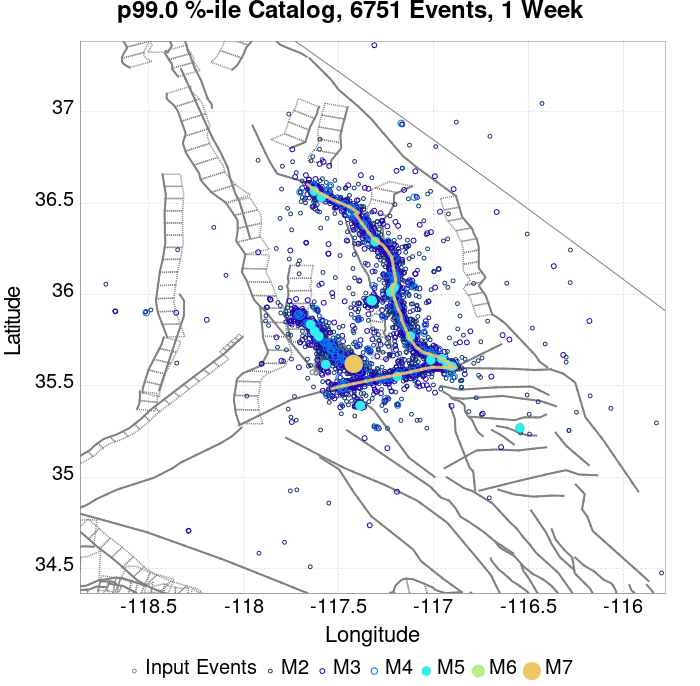 p99.0 %-ile Catalog, 6751 Events, 1 Week
Latitude
37
36.5
36
35.5
35
34.5
-118.5 -118 -117.5 -117 -116.5 -116
Longitude
Input Events M2 M3 M4 M5 M6 M7